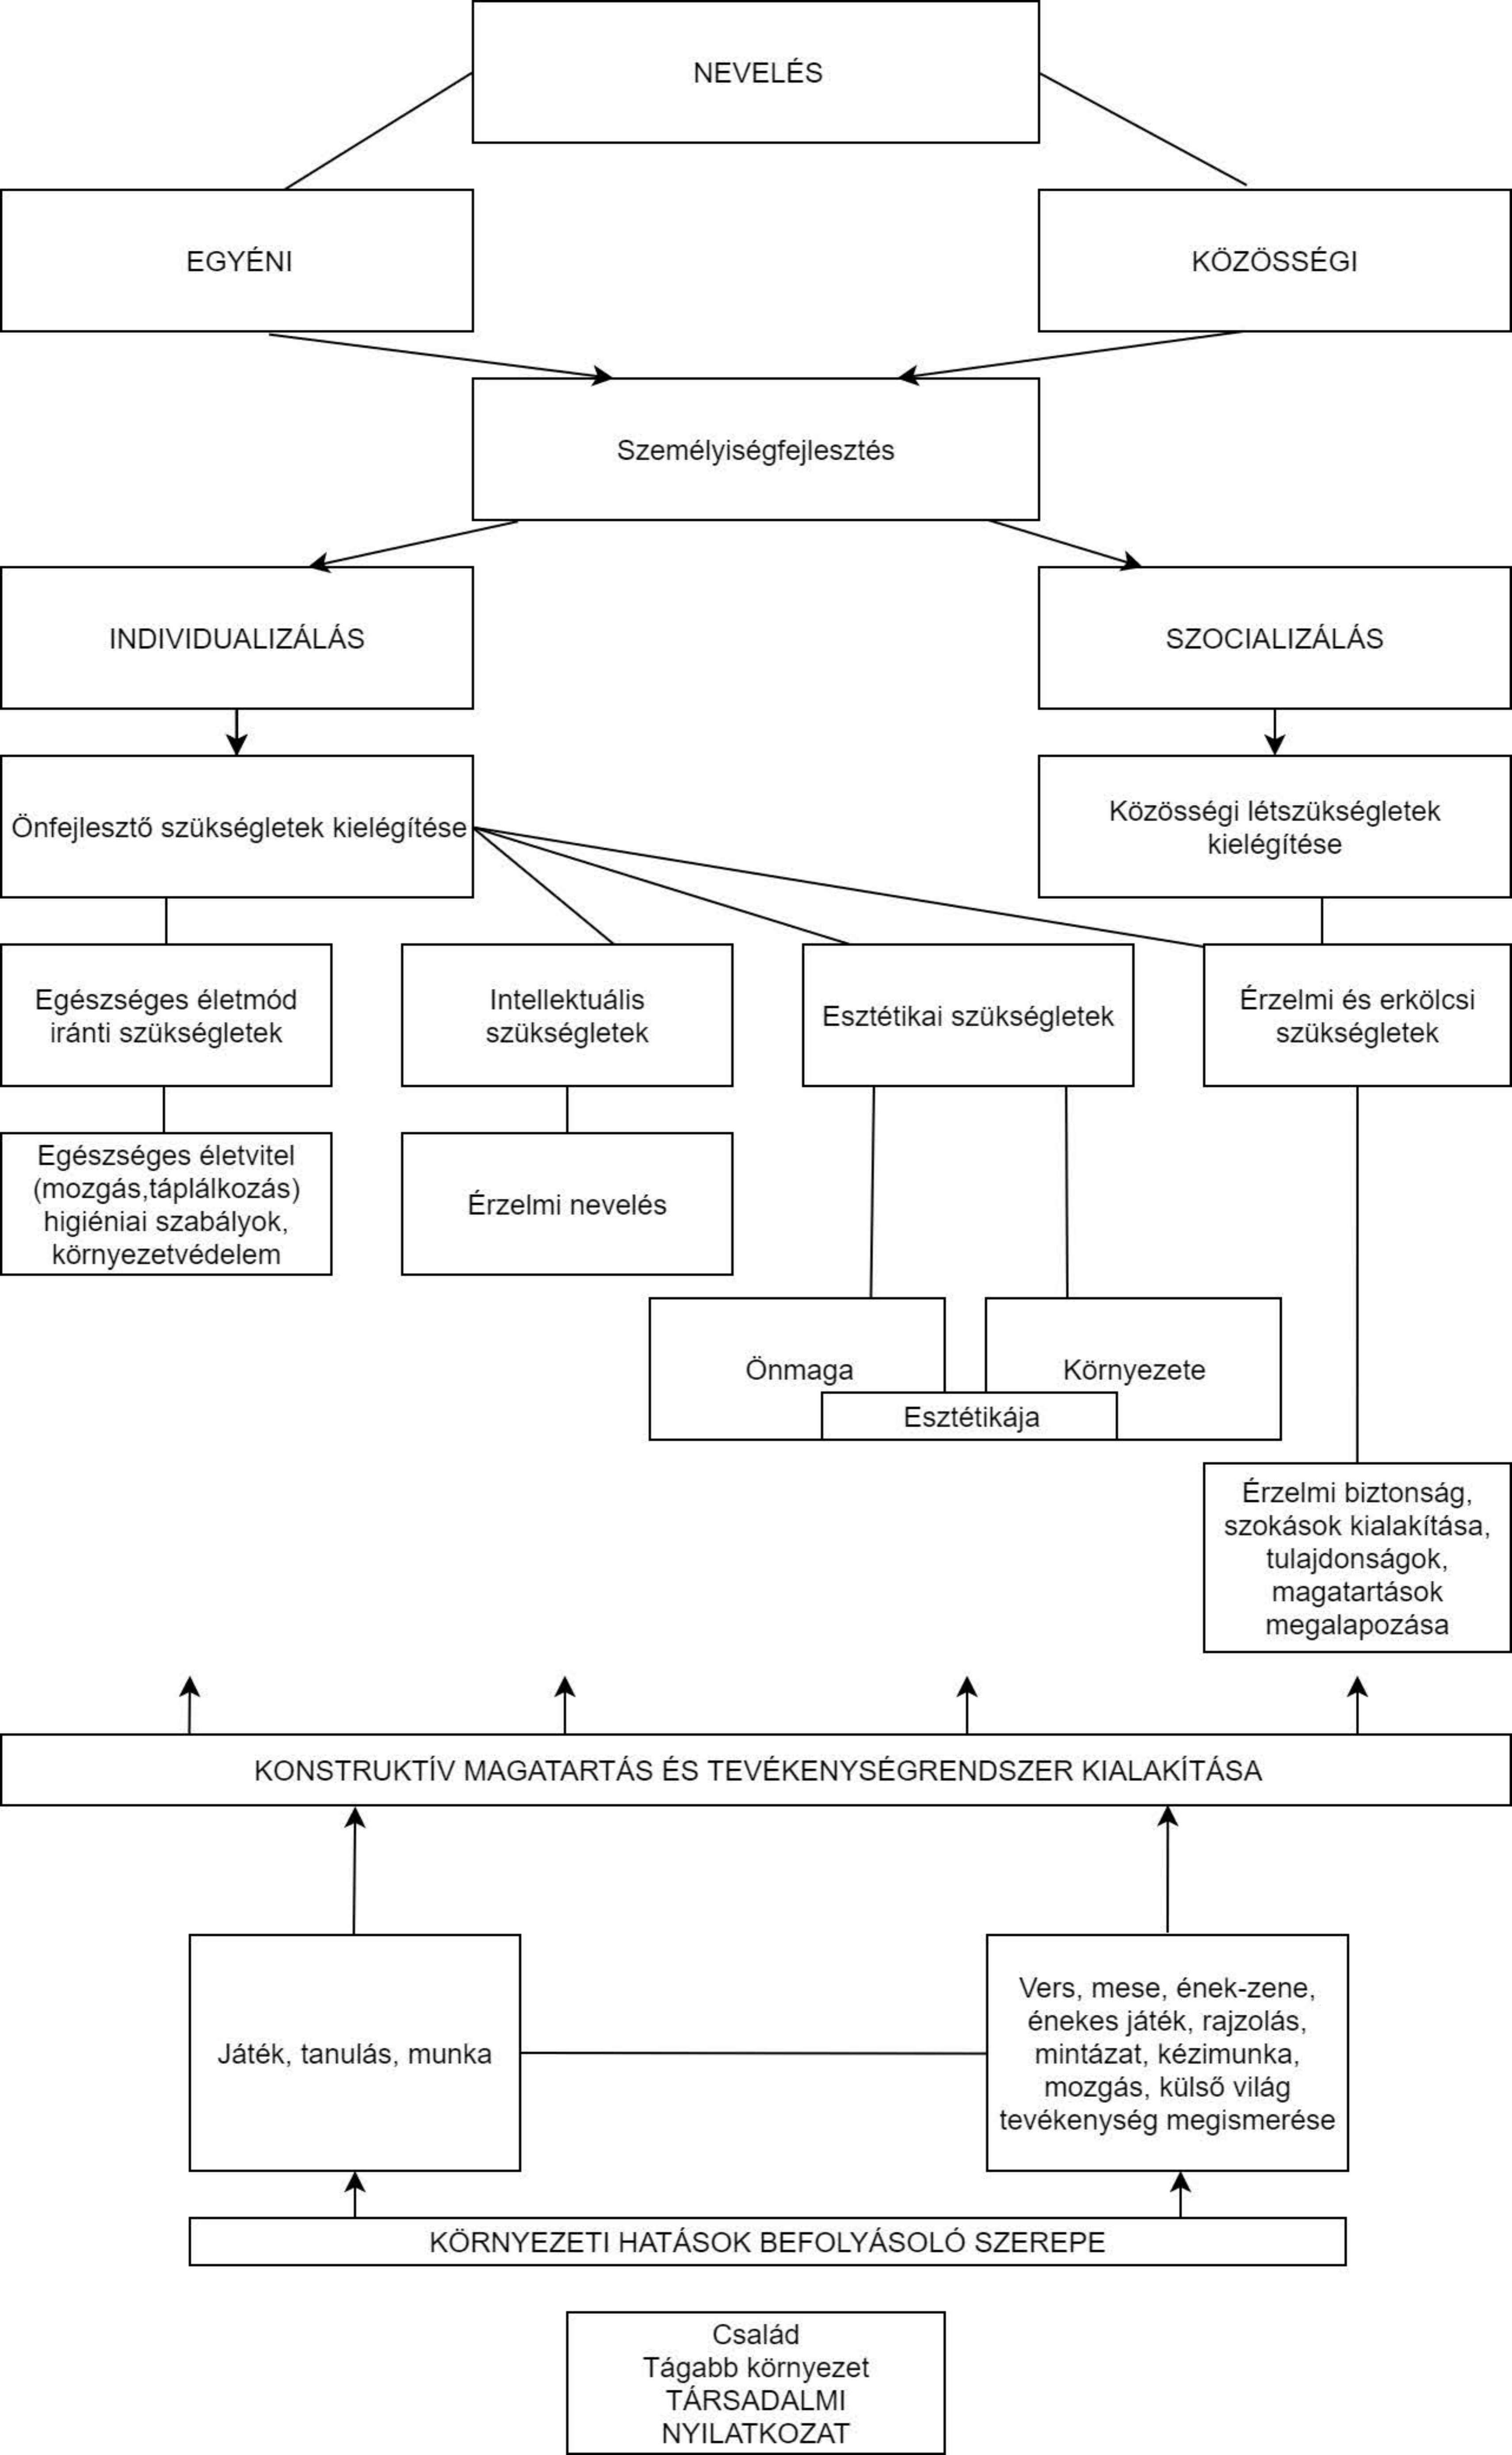 NEVELÉS
EGYÉNI
KÖZÖSSÉGI
Személyiségfejlesztés
INDIVIDUALIZÁLÁS
SZOCIALIZÁLÁS
Önfejlesztő szükségletek kielégítése
Közösségi létszükségletek
kielégítése
Egészséges életmód
iránti szükségletek
Intellektuális
szükségletek
Esztétikai szükségletek
Érzelmi és erkölcsi
szükségletek
Egészséges életvitel
(mozgás,táplálkozás)
higiéniai szabályok,
környezetvédelem
Érzelmi nevelés
Önmaga
Környezete
Esztétikája
Érzelmi biztonság,
szokások kialakítása,
tulajdonságok,
magatartások
megalapozása
KONSTRUKTÍV MAGATARTÁS ÉS TEVÉKENYSÉGRENDSZER KIALAKÍTÁSA
Játék, tanulás, munka
Vers, mese, ének-zene,
énekes játék, rajzolás,
mintázat, kézimunka,
mozgás, külső világ
tevékenység megismerése
KÖRNYEZETI HATÁSOK BEFOLYÁSOLÓ SZEREPE
Család
Tágabb környezet
TÁRSADALMI
NYILATKOZAT